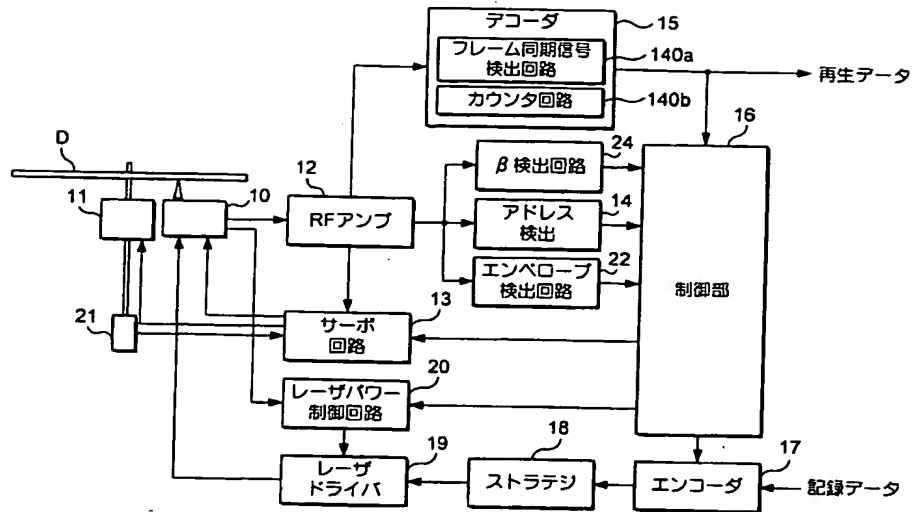 デコーダ
15
フレーム同期信号
検出回路
140a
カウンタ回路
140b
再生データ
16
D
12
24
β 検出回路
11
10
RFアンプ
14
アドレス
検出
22
エンベロープ
検出回路
制御部
21
13
サーボ
回路
20
レーザパワー
制御回路
19
レーザ
ドライバ
18
ストラテジ
17
エンコーダ
記録データ